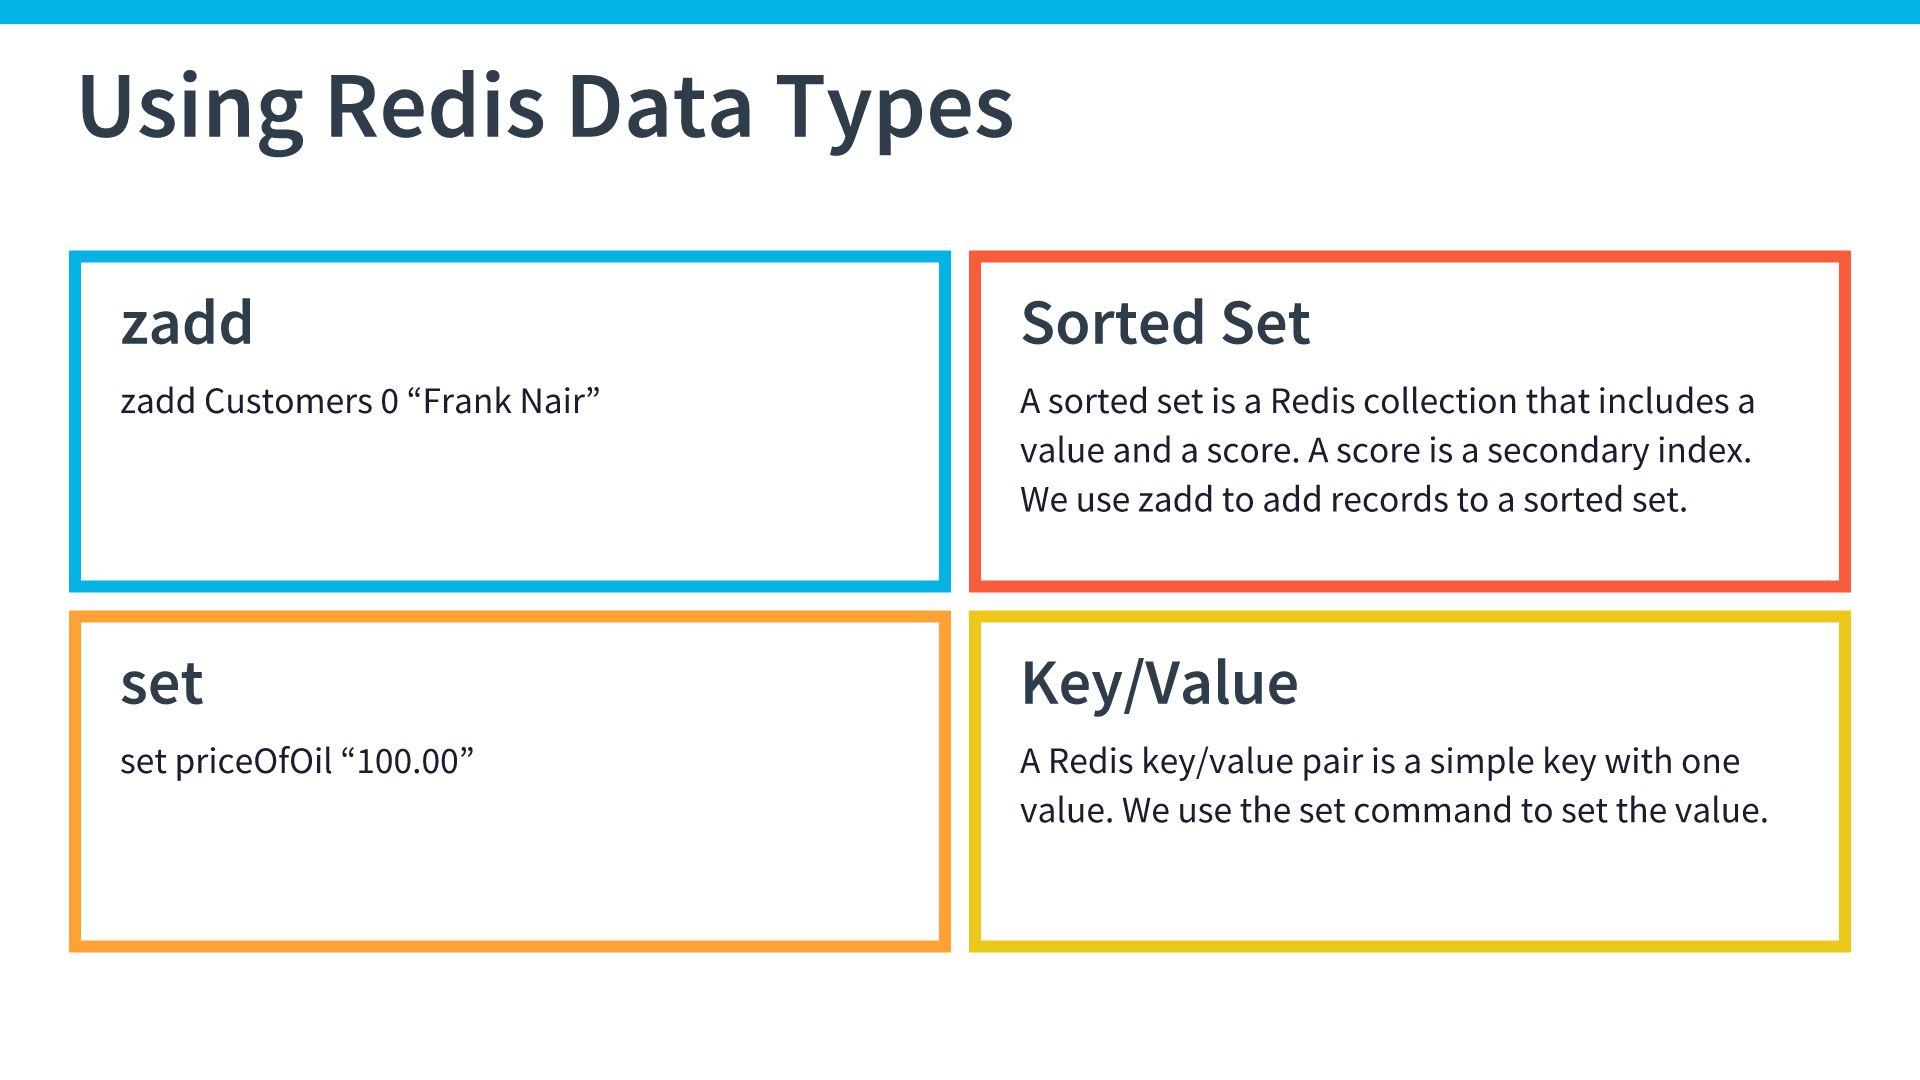 Using Redis Data Types
zadd
zadd Customers 0 “Frank Nair”
Sorted Set
A sorted set is a Redis collection that includes a
value and a score. A score is a secondary index.
We use zadd to add records to a sorted set.
set
set priceOfOil “100.00”
Key/Value
A Redis key/value pair is a simple key with one
value. We use the set command to set the value.